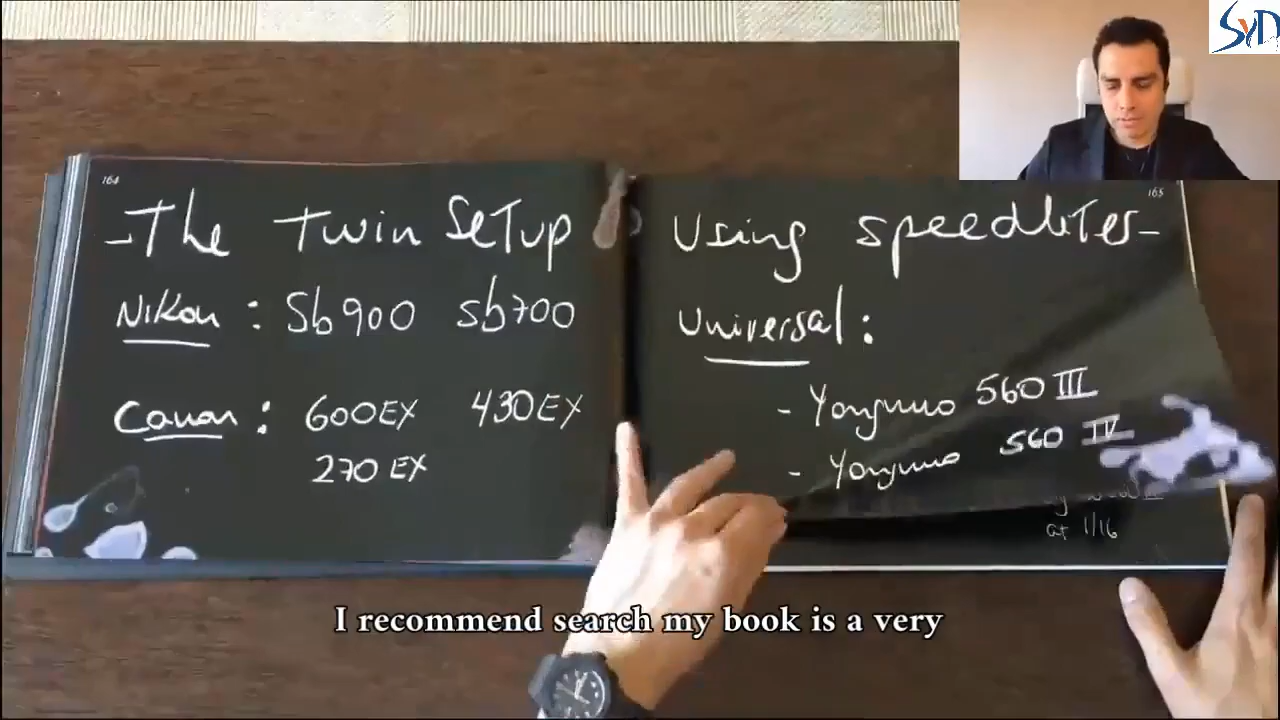 SyD
164
The Twin SeTup
Nikon : Sb900 sb700
Canon : 600EX 430EX
270 EX
165
Using speedliTes
Universal :
- Yongnuo 560 III
- Yongnuo 560 IV
at 1/16
I recommend search my book is a very